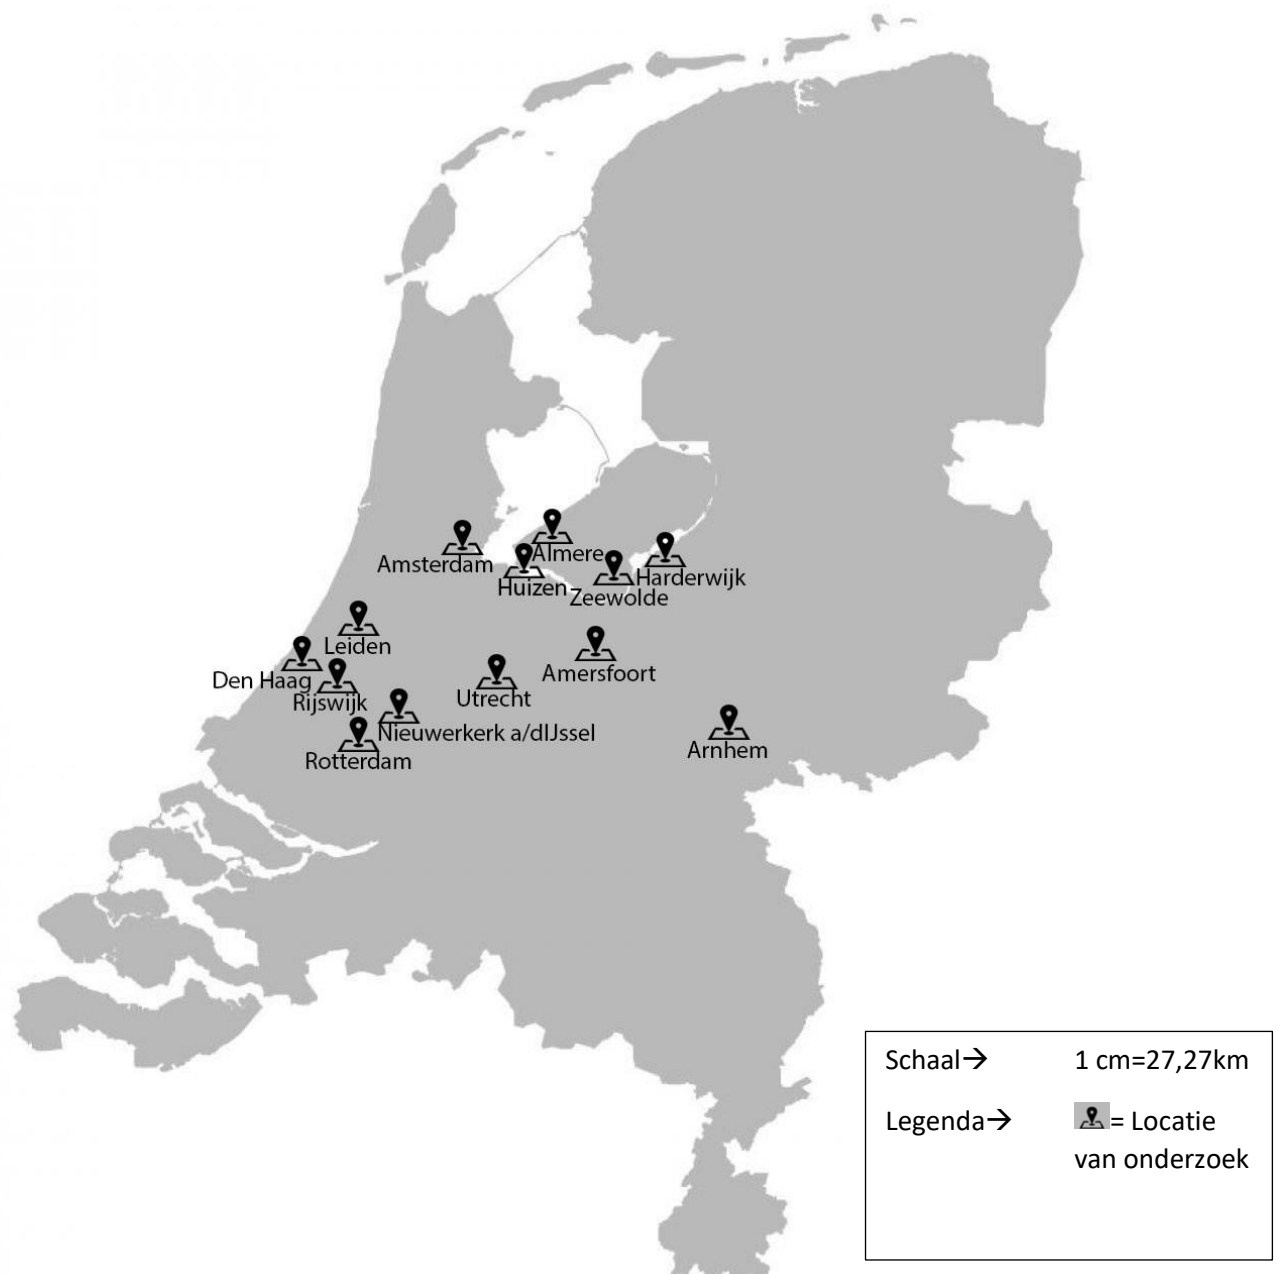 Amsterdam
Almere
Huizen
Zeewolde
Harderwijk
Leiden
Den Haag
Rijswijk
Utrecht
Amersfoort
Nieuwerkerk a/dIJssel
Rotterdam
Arnhem
Schaal→ 1 cm=27,27km
Legenda→ = Locatie
van onderzoek